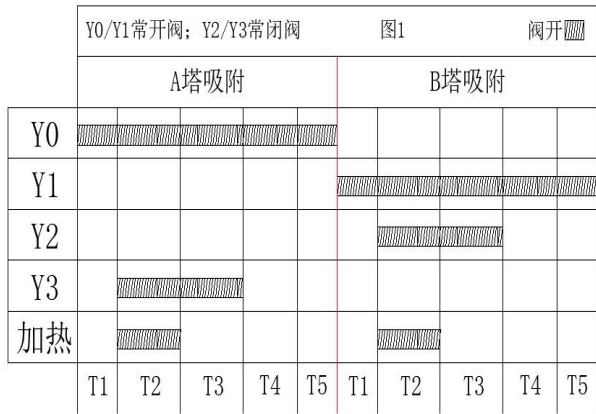 Y0/Y1常开阀；Y2/Y3常闭阀 图1 阀开
A塔吸附 B塔吸附
Y0
Y1
Y2
Y3
加热
T1 T2 T3 T4 T5 T1 T2 T3 T4 T5